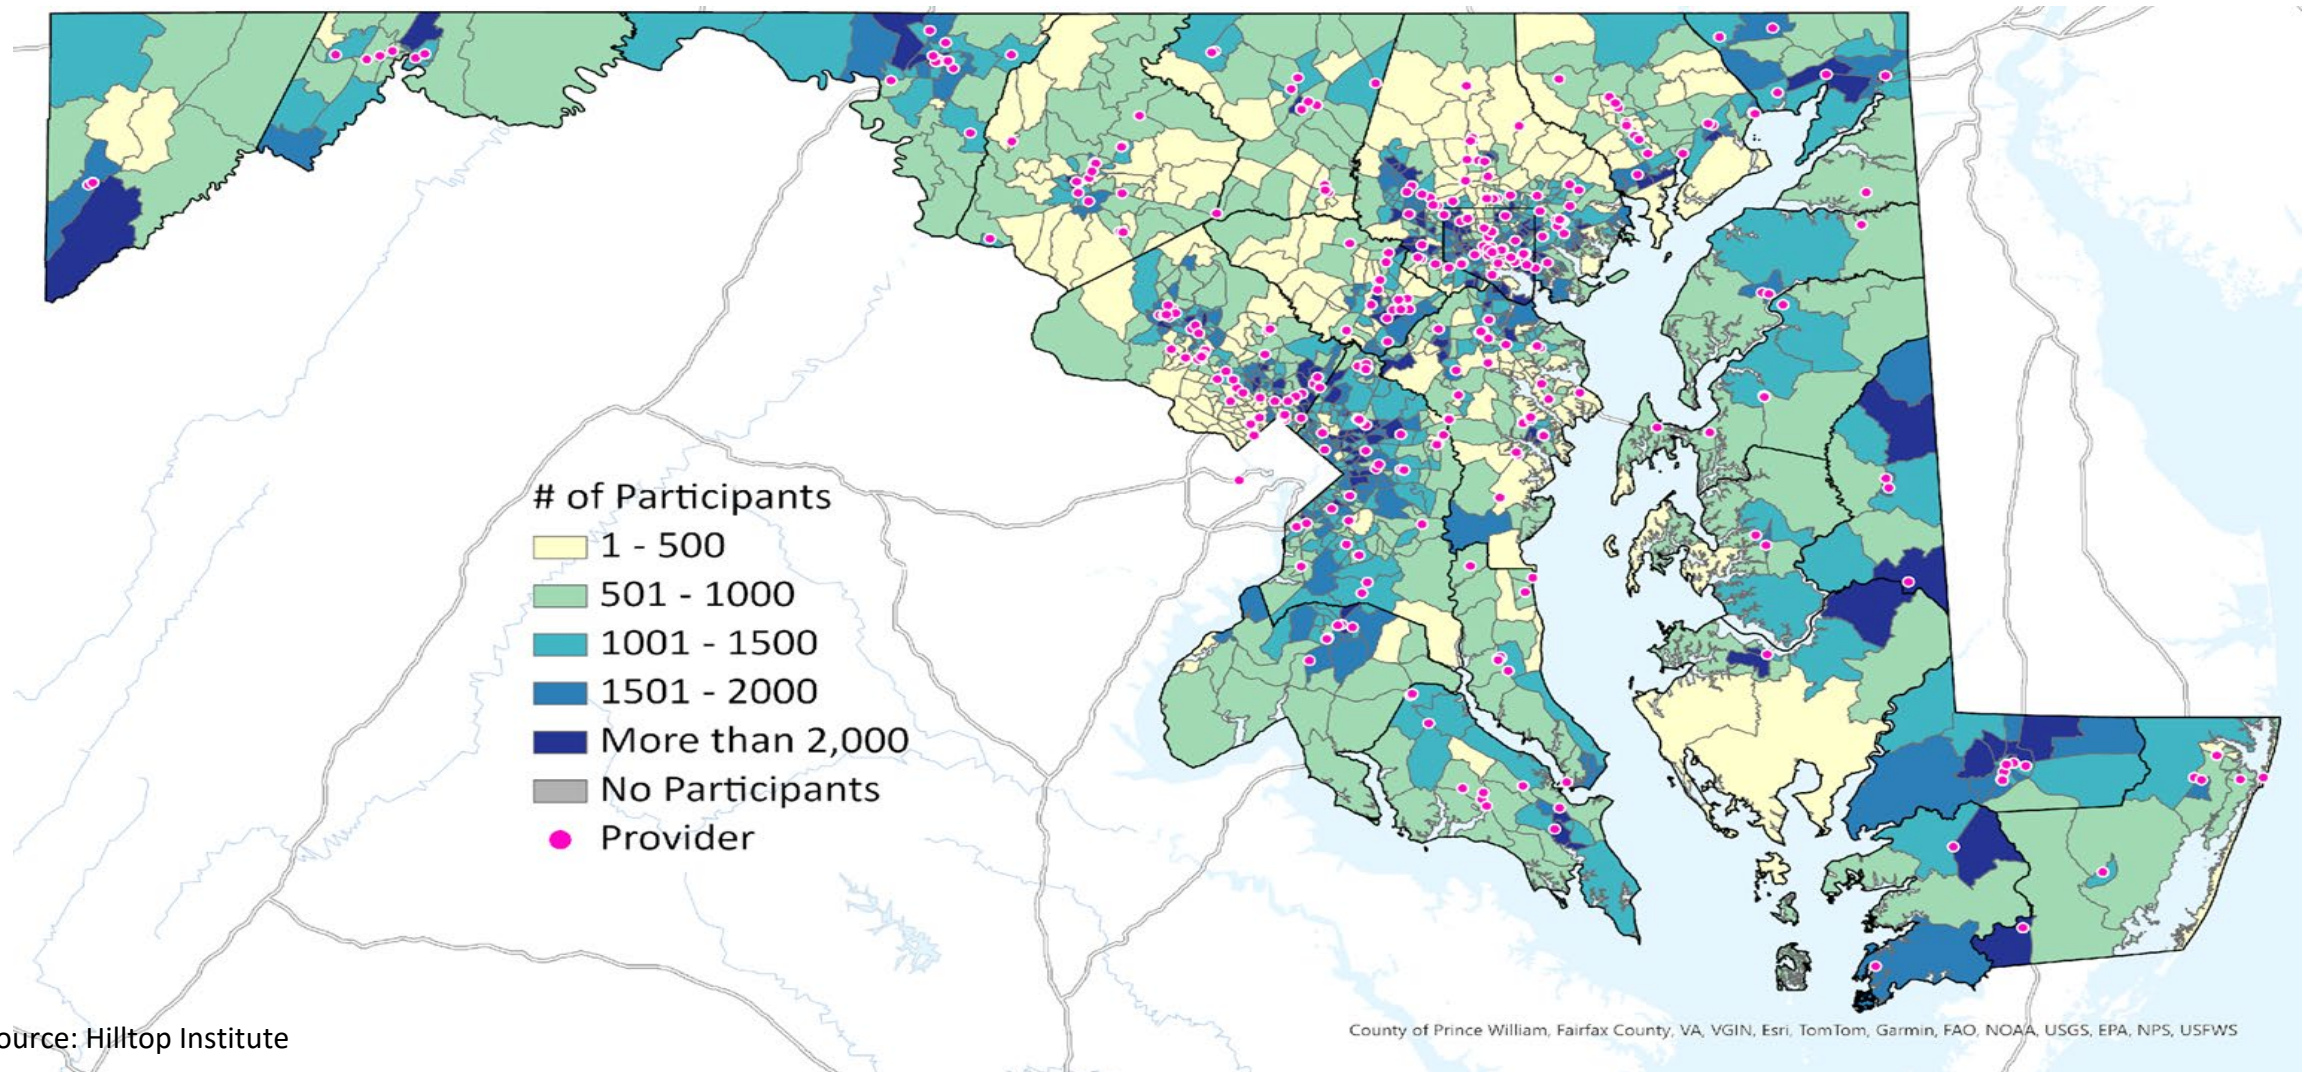 # of Participants
1 - 500
501 - 1000
1001 - 1500
1501 - 2000
More than 2,000
No Participants
Provider
ource: Hilltop Institute
County of Prince William, Fairfax County, VA, VGIN, Esri, TomTom, Garmin, FAO, NOAA, USGS, EPA, NPS, USFWS